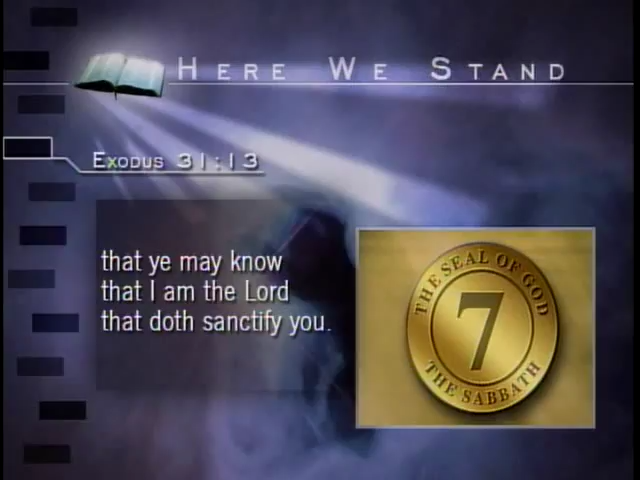 HERE WE STAND
EXODUS 31:13
that ye may know
that I am the Lord
that doth sanctify you.
THE SEAL OF GOD
7
THE SABBATH